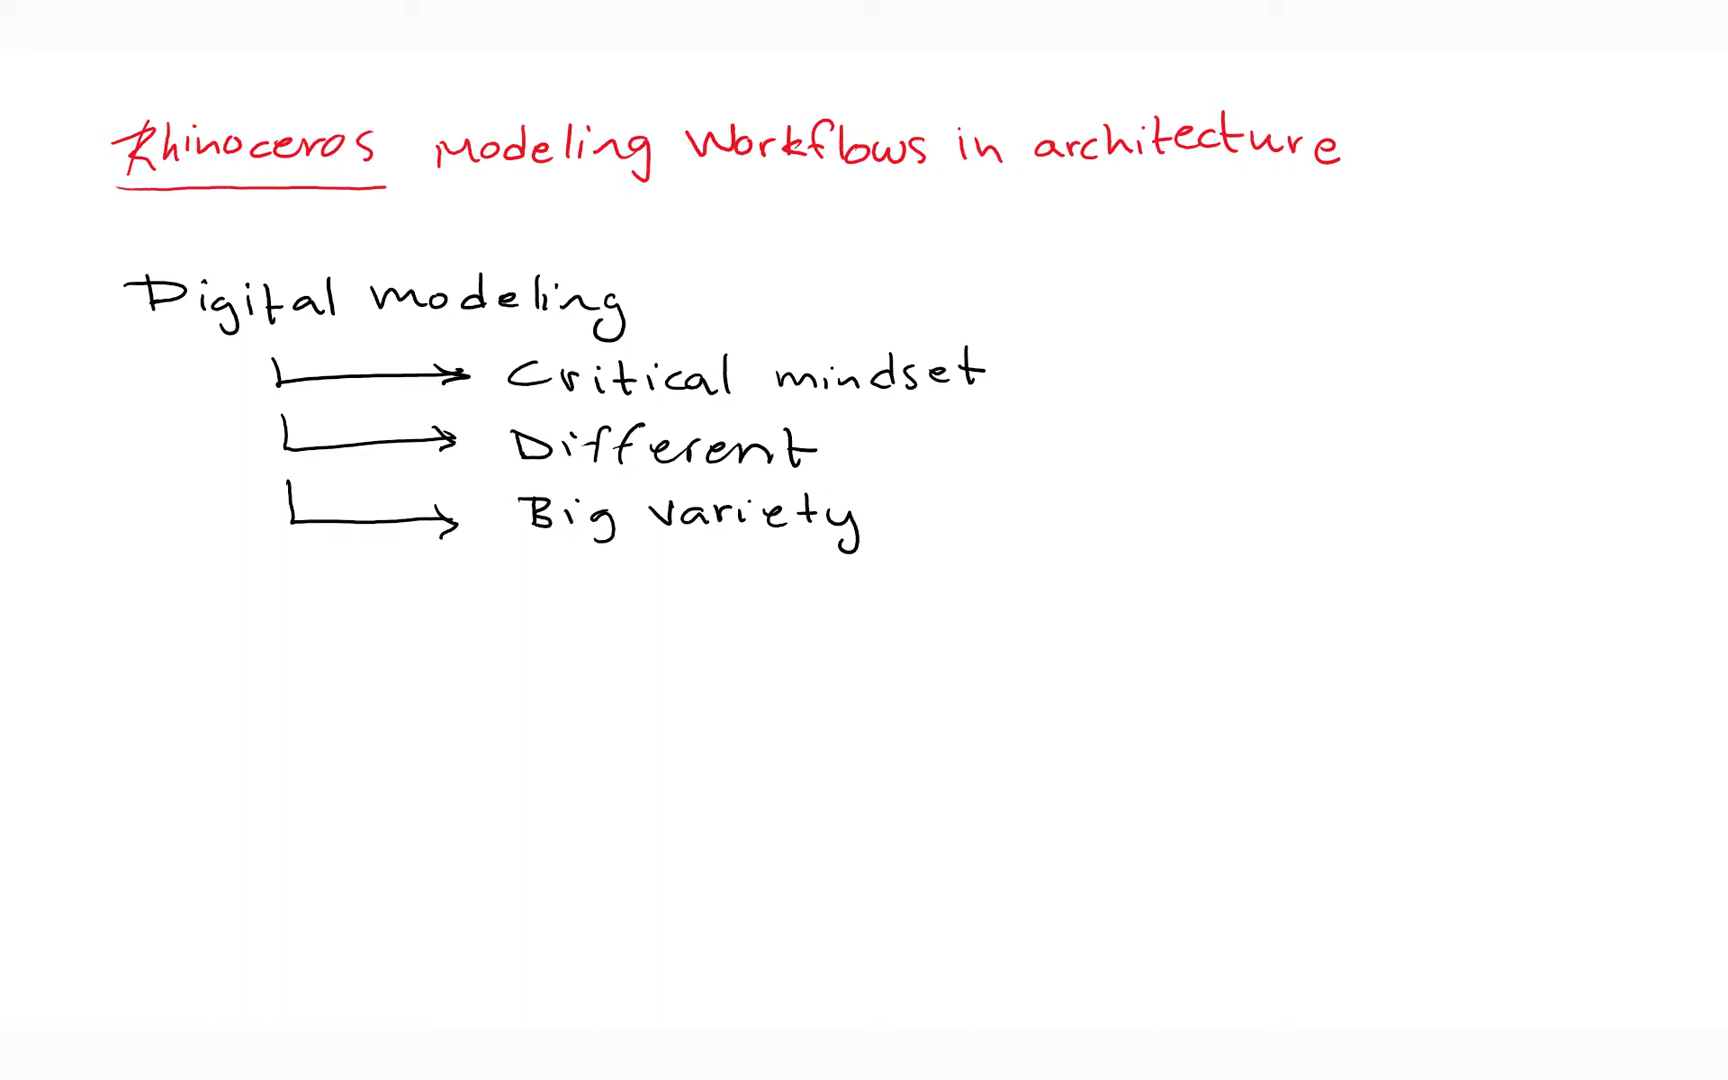 Rhinoceros modeling workflows in architecture
Digital modeling
Critical mindset
Different
Big variety